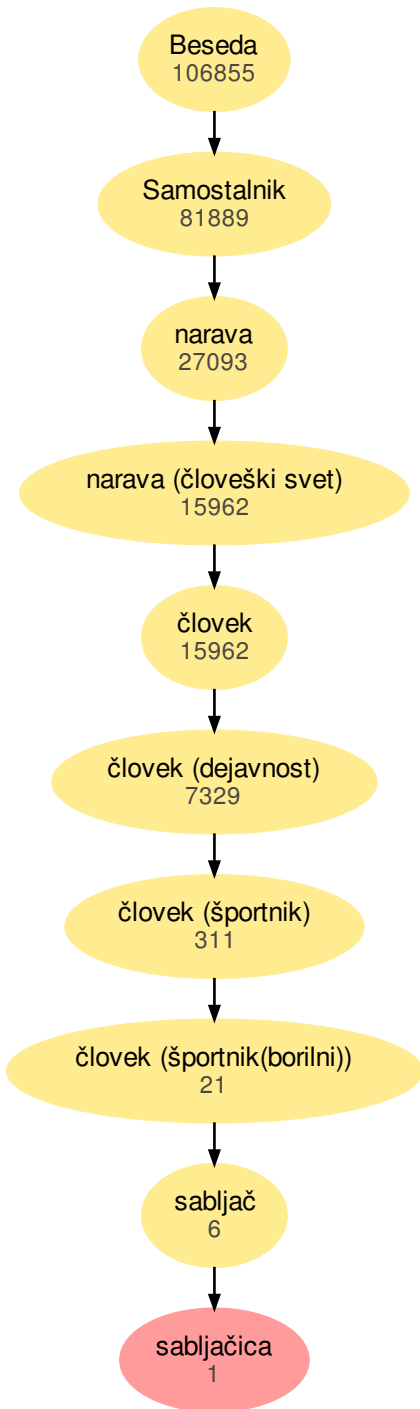 Beseda
106855
Samostalnik
81889
narava
27093
narava (človeški svet)
15962
človek
15962
človek (dejavnost)
7329
človek (športnik)
311
človek (športnik(borilni))
21
sabljač
6
sabljačica
1